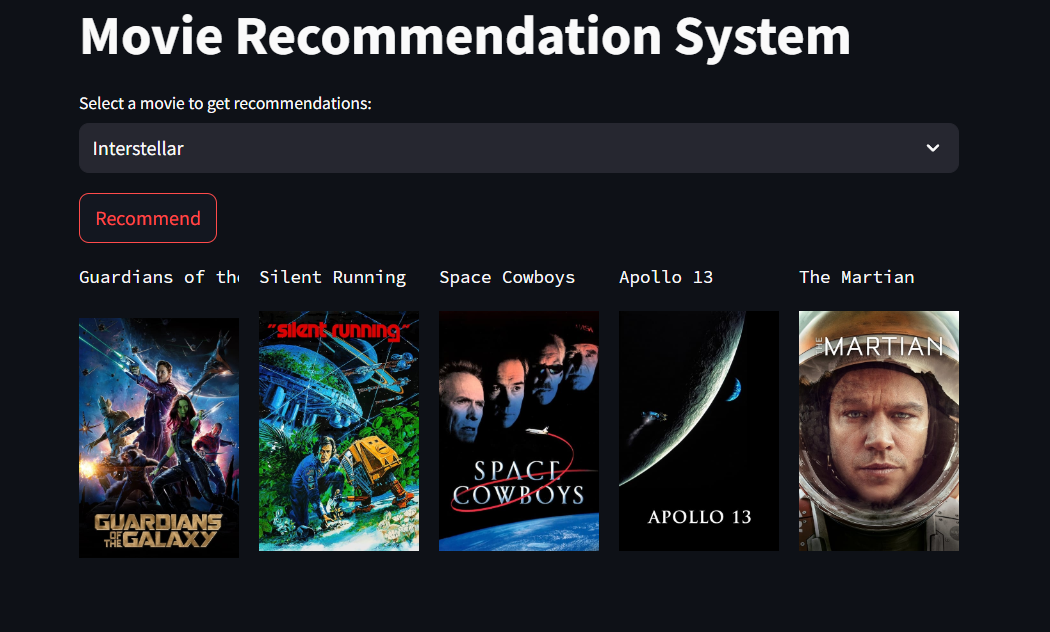 Movie Recommendation System
Select a movie to get recommendations:
Interstellar
Recommend
Guardians of the
Silent Running
Space Cowboys
Apollo 13
The Martian
GUARDIANS
OF THE GALAXY
"silent running"
SPACE
COWBOYS
APOLLO 13
THE MARTIAN